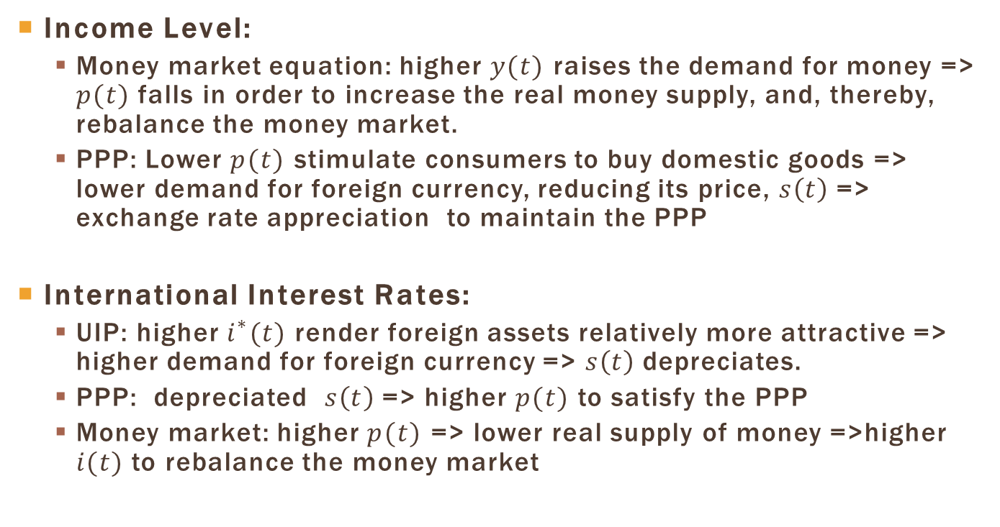 Income Level:
Money market equation: higher y(t) raises the demand for money =>
p(t) falls in order to increase the real money supply, and, thereby,
rebalance the money market.
PPP: Lower p(t) stimulate consumers to buy domestic goods =>
lower demand for foreign currency, reducing its price, s(t) =>
exchange rate appreciation to maintain the PPP
International Interest Rates:
UIP: higher i*(t) render foreign assets relatively more attractive =>
higher demand for foreign currency => s(t) depreciates.
PPP: depreciated s(t) => higher p(t) to satisfy the PPP
Money market: higher p(t) => lower real supply of money =>higher
i(t) to rebalance the money market